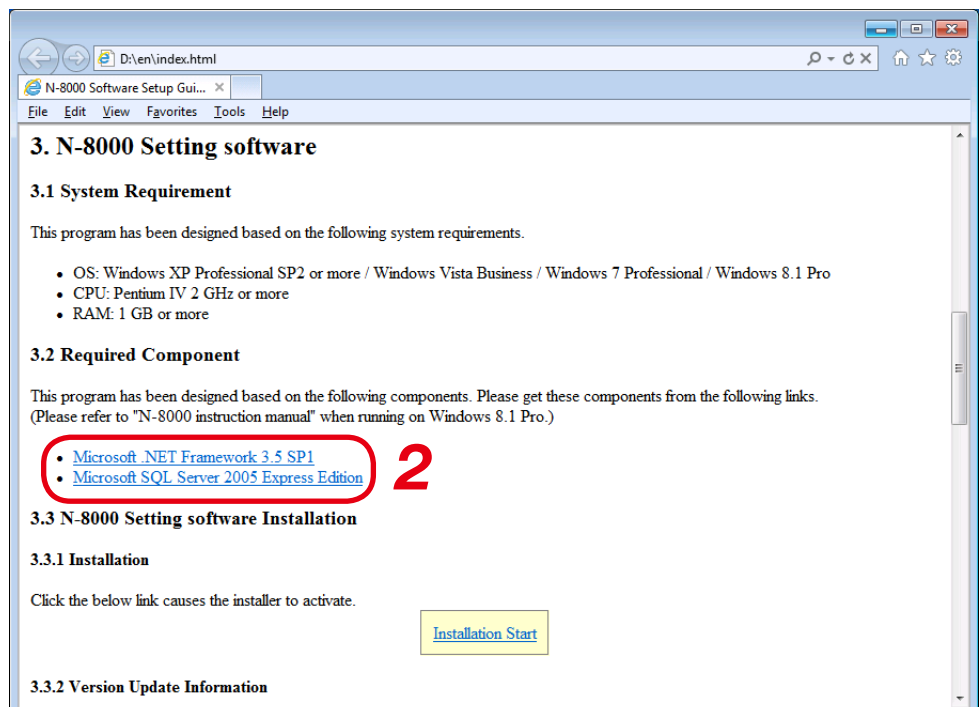 D:\en\index.html
N-8000 Software Setup Gui...
File Edit View Favorites Tools Help
3. N-8000 Setting software
3.1 System Requirement
This program has been designed based on the following system requirements.
• OS: Windows XP Professional SP2 or more / Windows Vista Business / Windows 7 Professional / Windows 8.1 Pro
• CPU: Pentium IV 2 GHz or more
• RAM: 1 GB or more
3.2 Required Component
This program has been designed based on the following components. Please get these components from the following links.
(Please refer to "N-8000 instruction manual" when running on Windows 8.1 Pro.)
• Microsoft .NET Framework 3.5 SP1
• Microsoft SQL Server 2005 Express Edition
2
3.3 N-8000 Setting software Installation
3.3.1 Installation
Click the below link causes the installer to activate.
Installation Start
3.3.2 Version Update Information